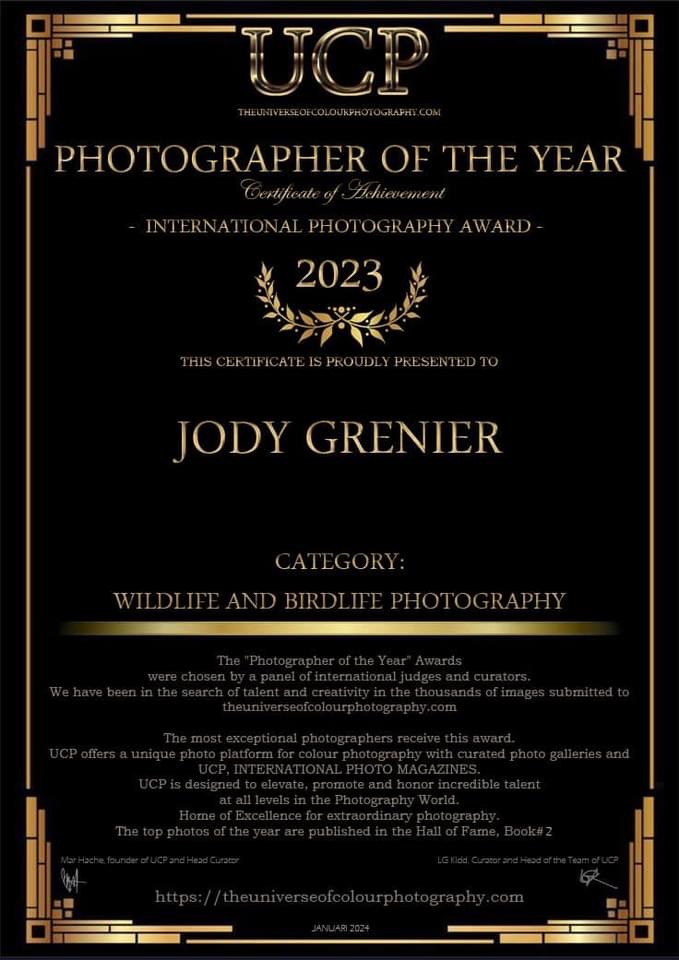 UCP
THEUNIVERSEOFCOLOURPHOTOGRAPHY.COM
PHOTOGRAPHER OF THE YEAR
Certificate of Achievement
- INTERNATIONAL PHOTOGRAPHY AWARD -
2023
THIS CERTIFICATE IS PROUDLY PRESENTED TO
JODY GRENIER
CATEGORY:
WILDLIFE AND BIRDLIFE PHOTOGRAPHY
The "Photographer of the Year" Awards
were chosen by a panel of international judges and curators.
We have been in the search of talent and creativity in the thousands of images submitted to
theuniverseofcolourphotography.com
The most exceptional photographers receive this award.
UCP offers a unique photo platform for colour photography with curated photo galleries and
UCP, INTERNATIONAL PHOTO MAGAZINES.
UCP is designed to elevate, promote and honor incredible talent
at all levels in the Photography World.
Home of Excellence for extraordinary photography.
The top photos of the year are published in the Hall of Fame, Book#2
Mar Hache, founder of UCP and Head Curator
LG Kidd, Curator and Head of the Team of UCP
https://theuniverseofcolourphotography.com
JANUARI 2024